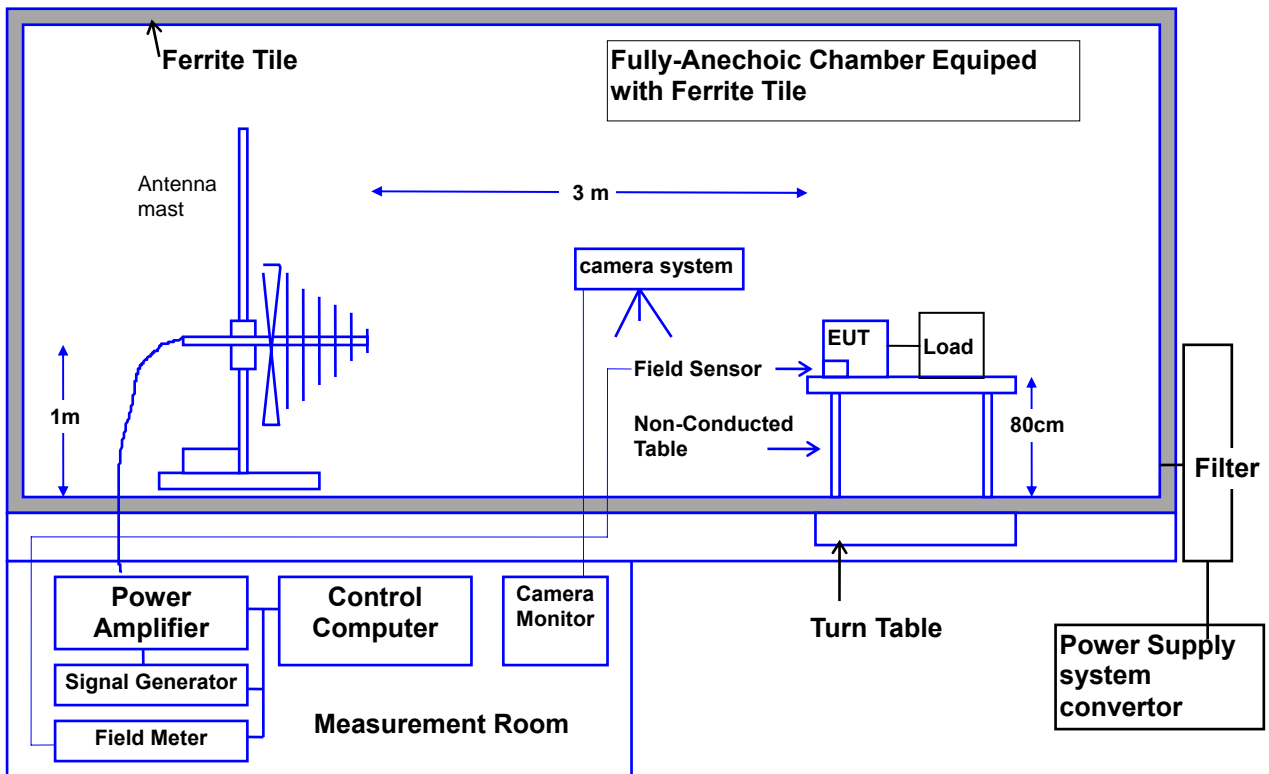 Ferrite Tile
Fully-Anechoic Chamber Equiped
with Ferrite Tile
Antenna
mast
3 m
camera system
EUT
Load
Field Sensor
1m
Non-Conducted
Table
80cm
Filter
Power
Amplifier
Control
Computer
Camera
Monitor
Turn Table
Signal Generator
Power Supply
system
convertor
Measurement Room
Field Meter